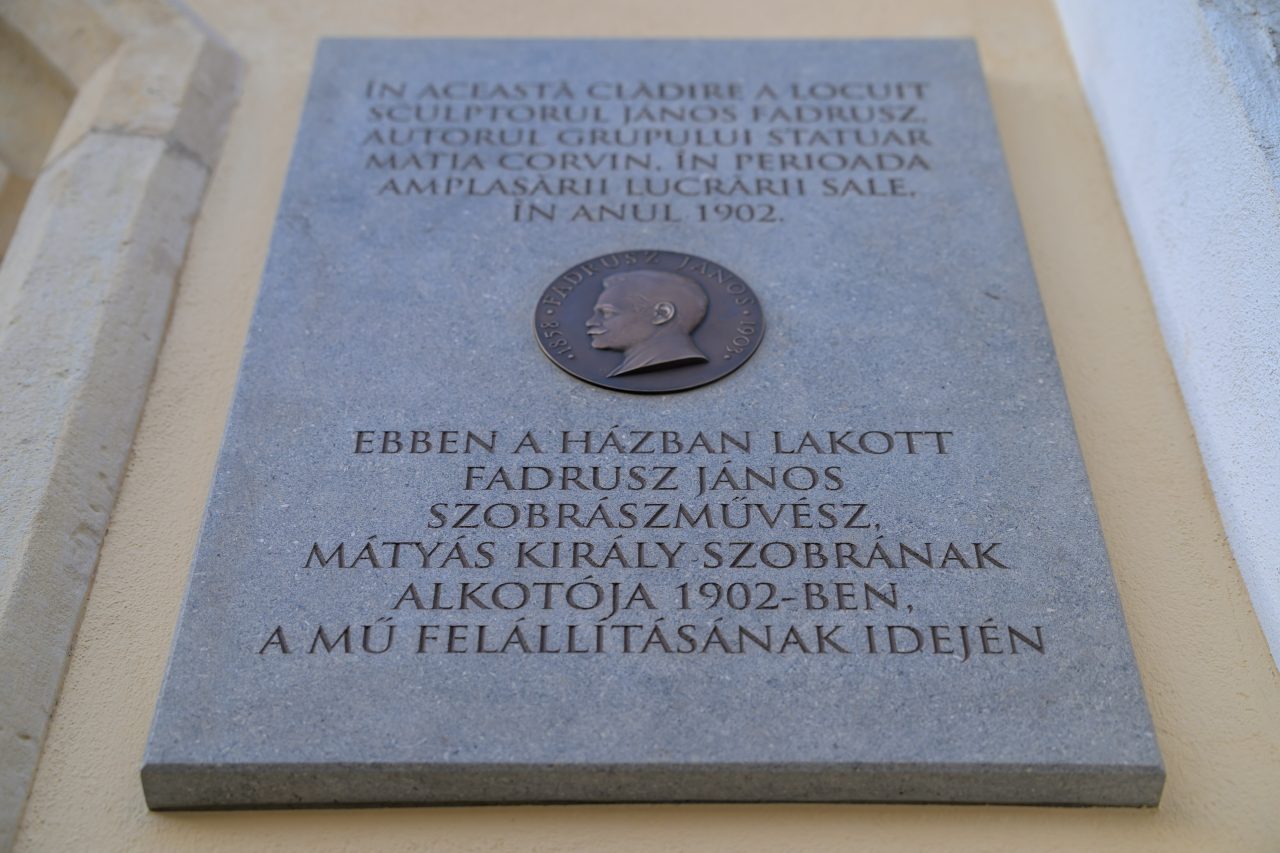 ÎN ACEASTĂ CLĂDIRE A LOCUIT
SCULPTORUL JÁNOS FADRUSZ,
AUTORUL GRUPULUI STATUAR
MATIA CORVIN, ÎN PERIOADA
AMPLASĂRII LUCRĂRII SALE,
ÎN ANUL 1902.
· 1858 · FADRUSZ JÁNOS · 1903 ·
EBBEN A HÁZBAN LAKOTT
FADRUSZ JÁNOS
SZOBRÁSZMŰVÉSZ,
MÁTYÁS KIRÁLY SZOBRÁNAK
ALKOTÓJA 1902-BEN,
A MŰ FELÁLLÍTÁSÁNAK IDEJÉN